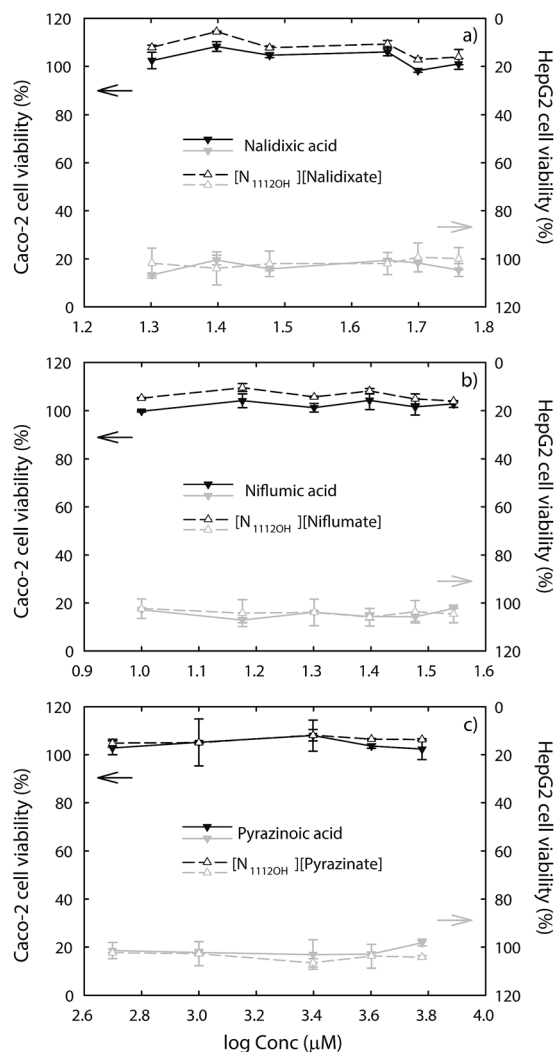 a)
Caco-2 cell viability (%)
120
100
80
60
40
20
0
HepG2 cell viability
(%)
0
20
40
60
80
100
120
Nalidixic acid
[N 1112OH ][Nalidixate]
1.2 1.3 1.4 1.5 1.6 1.7 1.8
b)
Caco-2 cell viability (%)
120
100
80
60
40
20
0
HepG2 cell viability
(%)
0
20
40
60
80
100
120
Niflumic acid
[N 1112OH ][Niflumate]
0.9 1.0 1.1 1.2 1.3 1.4 1.5 1.6
c)
Caco-2 cell viability (%)
120
100
80
60
40
20
0
HepG2 cell viability
(%)
0
20
40
60
80
100
120
Pyrazinoic acid
[N 1112OH ][Pyrazinate]
2.6 2.8 3.0 3.2 3.4 3.6 3.8 4.0
log Conc (μM)